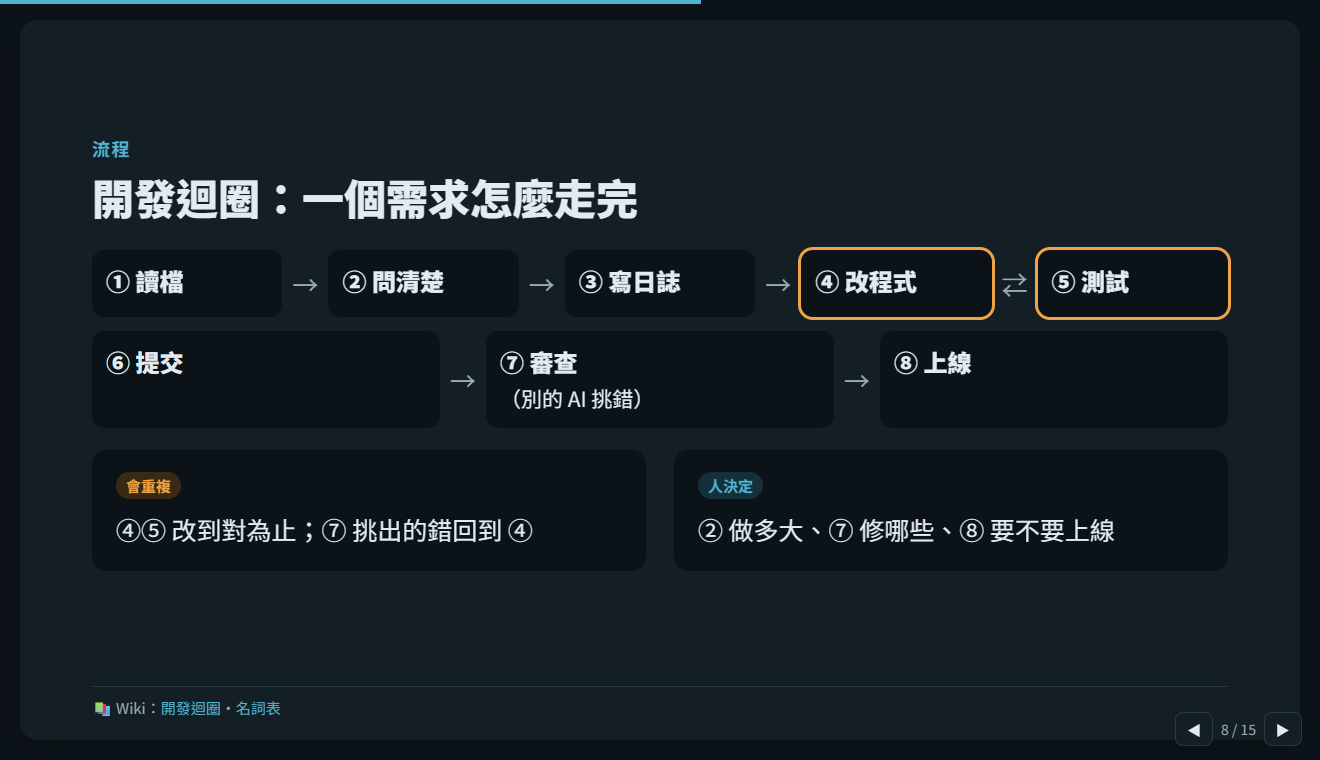 流程
開發迴圈：一個需求怎麼走完
① 讀檔 → ② 問清楚 → ③ 寫日誌 → ④ 改程式 ⇄ ⑤ 測試
⑥ 提交 → ⑦ 審查 → ⑧ 上線
（別的 AI 挑錯）
會重複
④⑤ 改到對為止；⑦ 挑出的錯回到 ④
人決定
② 做多大、⑦ 修哪些、⑧ 要不要上線
📚 Wiki：開發迴圈・名詞表
◀ 8 / 15 ▶